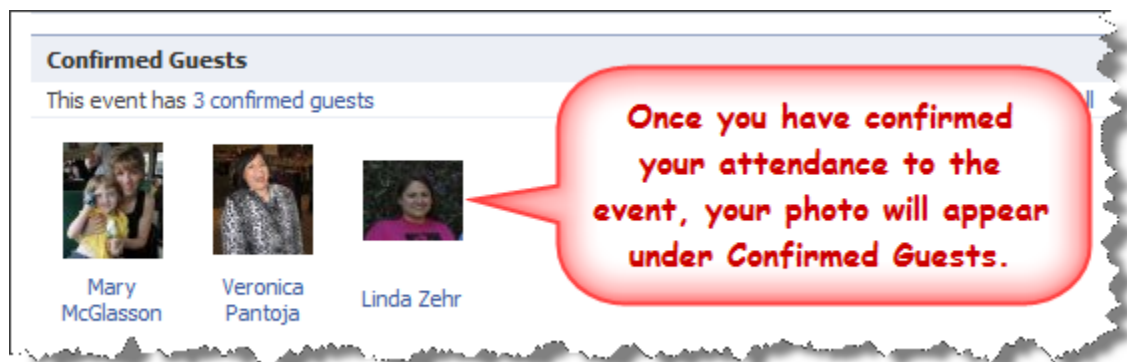 Confirmed Guests
This event has 3 confirmed guests
Once you have confirmed
your attendance to the
event, your photo will appear
under Confirmed Guests.
Mary
McGlasson
Veronica
Pantoja
Linda Zehr